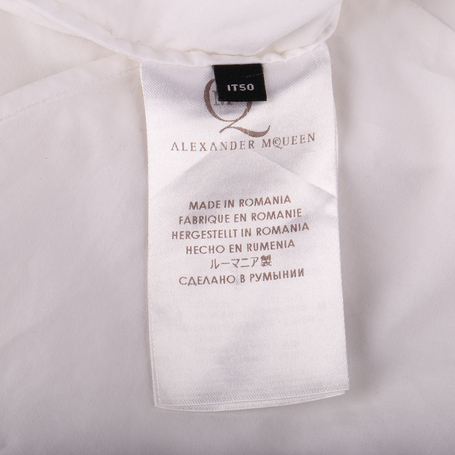 IT50
MQ
ALEXANDER MCQUEEN
MADE IN ROMANIA
FABRIQUE EN ROMANIE
HERGESTELLT IN ROMANIA
HECHO EN RUMENIA
ルーマニア製
СДЕЛАНО В РУМЫНИИ